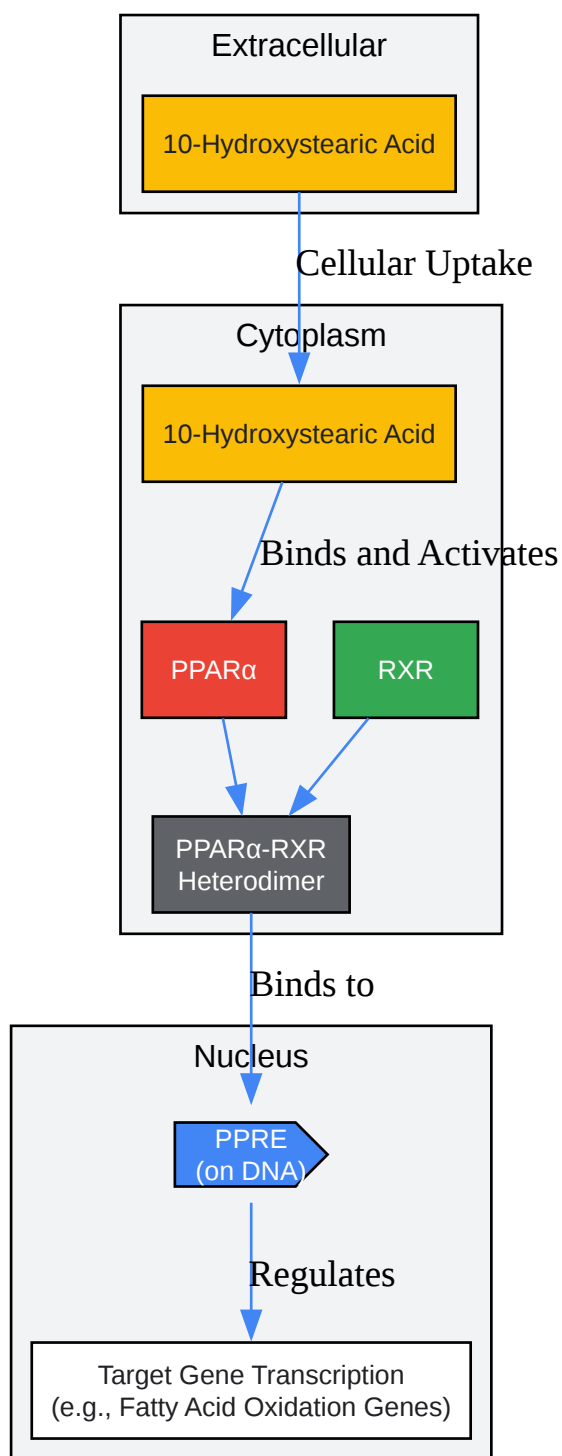 Extracellular
10-Hydroxystearic Acid
Cellular Uptake
Cytoplasm
10-Hydroxystearic Acid
Binds and Activates
PPARα
RXR
PPARα-RXR
Heterodimer
Binds to
Nucleus
PPRE
(on DNA)
Regulates
Target Gene Transcription
(e.g., Fatty Acid Oxidation Genes)